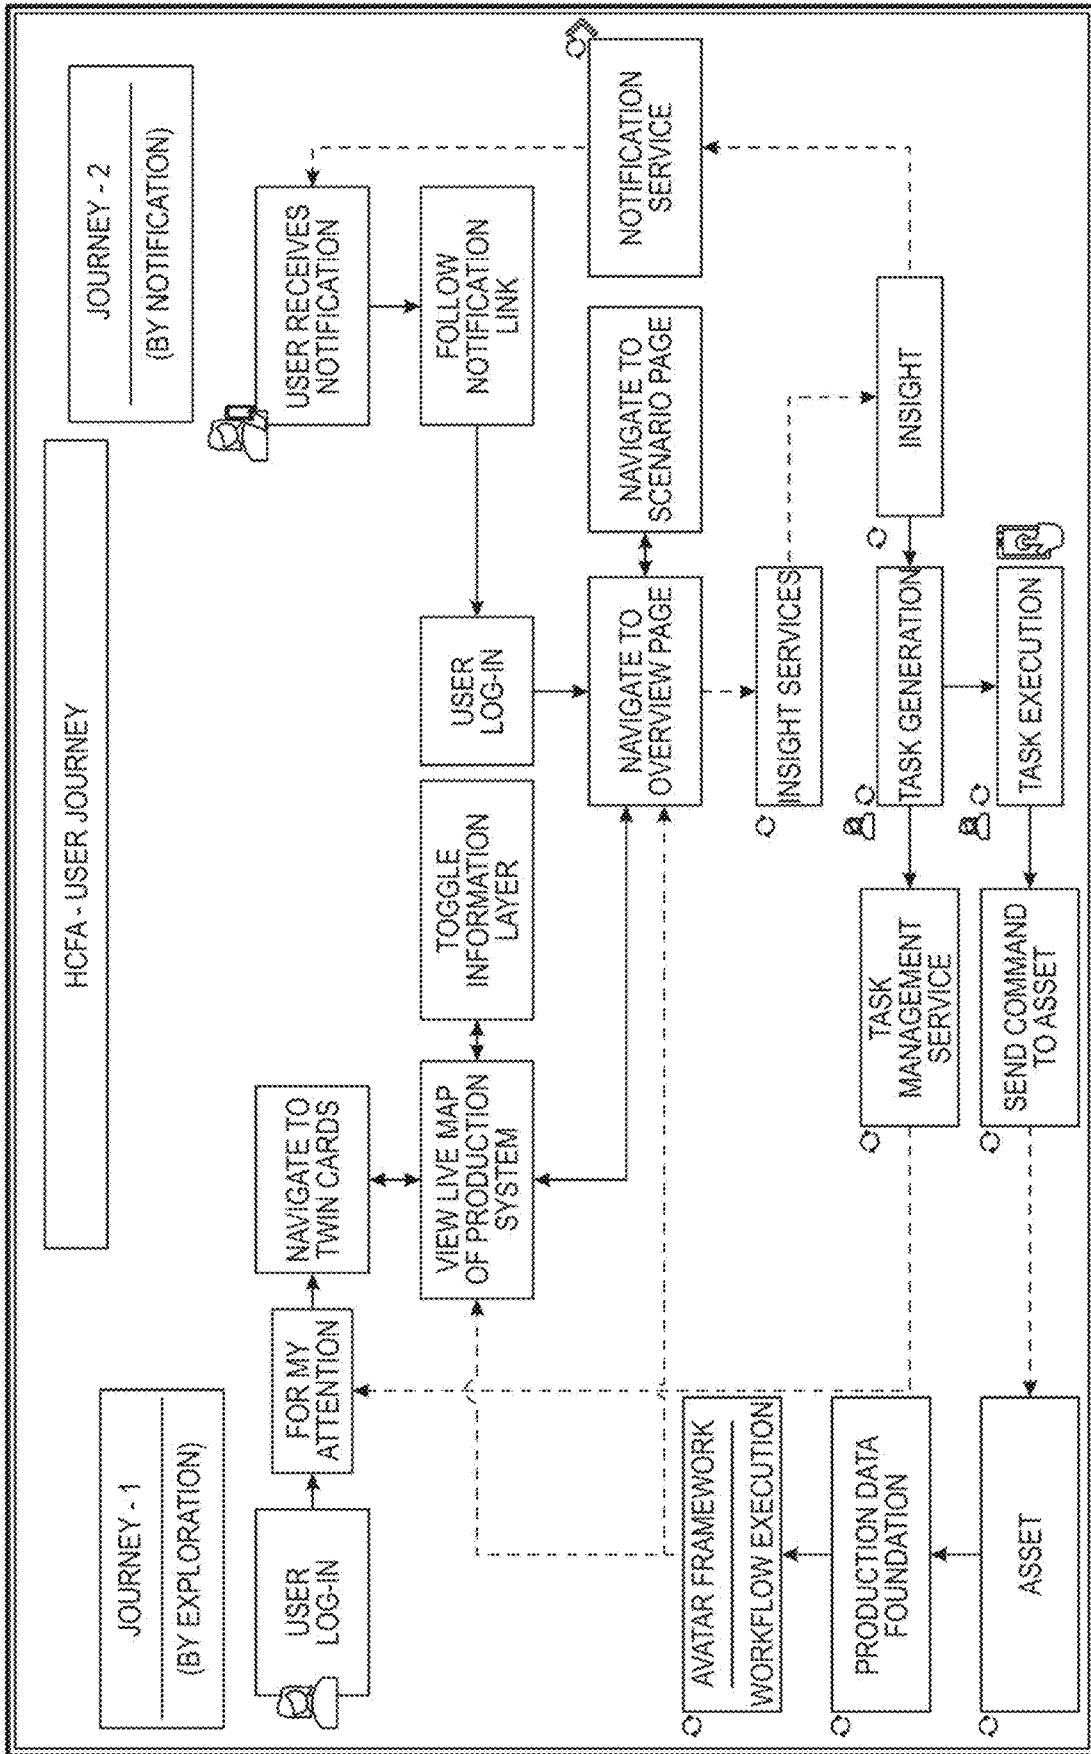 HCFA - USER JOURNEY
JOURNEY - 1
(BY EXPLORATION)
JOURNEY - 2
(BY NOTIFICATION)
USER
LOG-IN
FOR MY
ATTENTION
NAVIGATE TO
TWIN CARDS
USER RECEIVES
NOTIFICATION
VIEW LIVE MAP
OF PRODUCTION
SYSTEM
TOGGLE
INFORMATION
LAYER
USER
LOG-IN
FOLLOW
NOTIFICATION
LINK
NAVIGATE TO
OVERVIEW PAGE
NAVIGATE TO
SCENARIO PAGE
NOTIFICATION
SERVICE
AVATAR FRAMEWORK
WORKFLOW EXECUTION
INSIGHT SERVICES
PRODUCTION DATA
FOUNDATION
TASK
MANAGEMENT
SERVICE
TASK GENERATION
INSIGHT
ASSET
SEND COMMAND
TO ASSET
TASK EXECUTION